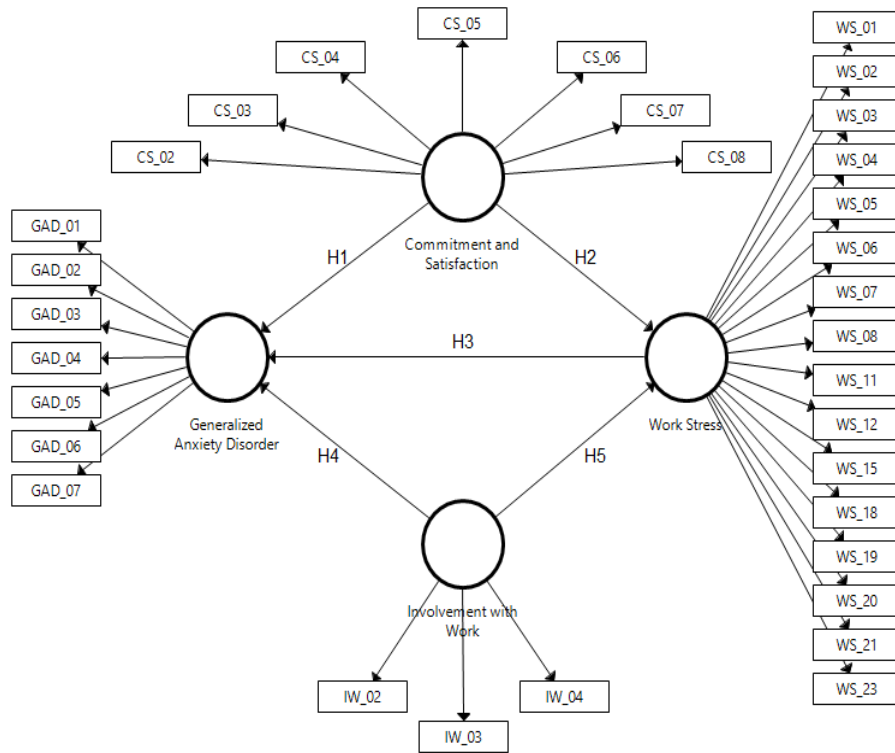 CS_05
CS_04
CS_06
CS_03
CS_07
CS_02
CS_08
Commitment and
Satisfaction
GAD_01
GAD_02
GAD_03
GAD_04
GAD_05
GAD_06
GAD_07
H1
H2
H3
H4
H5
Generalized
Anxiety Disorder
Work Stress
Involvement with
Work
IW_02
IW_03
IW_04
WS_01
WS_02
WS_03
WS_04
WS_05
WS_06
WS_07
WS_08
WS_11
WS_12
WS_15
WS_18
WS_19
WS_20
WS_21
WS_23